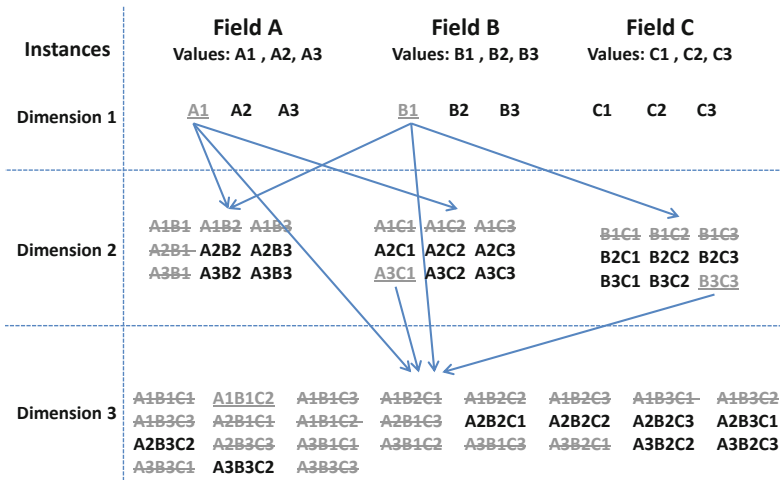 Field A Field B Field C
Instances Values: A1 , A2, A3 Values: B1 , B2, B3 Values: C1 , C2, C3
Dimension 1 A1 A2 A3 B1 B2 B3 C1 C2 C3
A1B1 A1B2 A1B3 A1C1 A1C2 A1C3 B1C1 B1C2 B1C3
Dimension 2 A2B1 A2B2 A2B3 A2C1 A2C2 A2C3 B2C1 B2C2 B2C3
A3B1 A3B2 A3B3 A3C1 A3C2 A3C3 B3C1 B3C2 B3C3
A1B1C1 A1B1C2 A1B1C3 A1B2C1 A1B2C2 A1B2C3 A1B3C1 A1B3C2
Dimension 3 A1B3C3 A2B1C1 A1B1C2 A2B1C3 A2B2C1 A2B2C2 A2B2C3 A2B3C1
A2B3C2 A2B3C3 A3B1C1 A3B1C2 A3B1C3 A3B2C1 A3B2C2 A3B2C3
A3B3C1 A3B3C2 A3B3C3